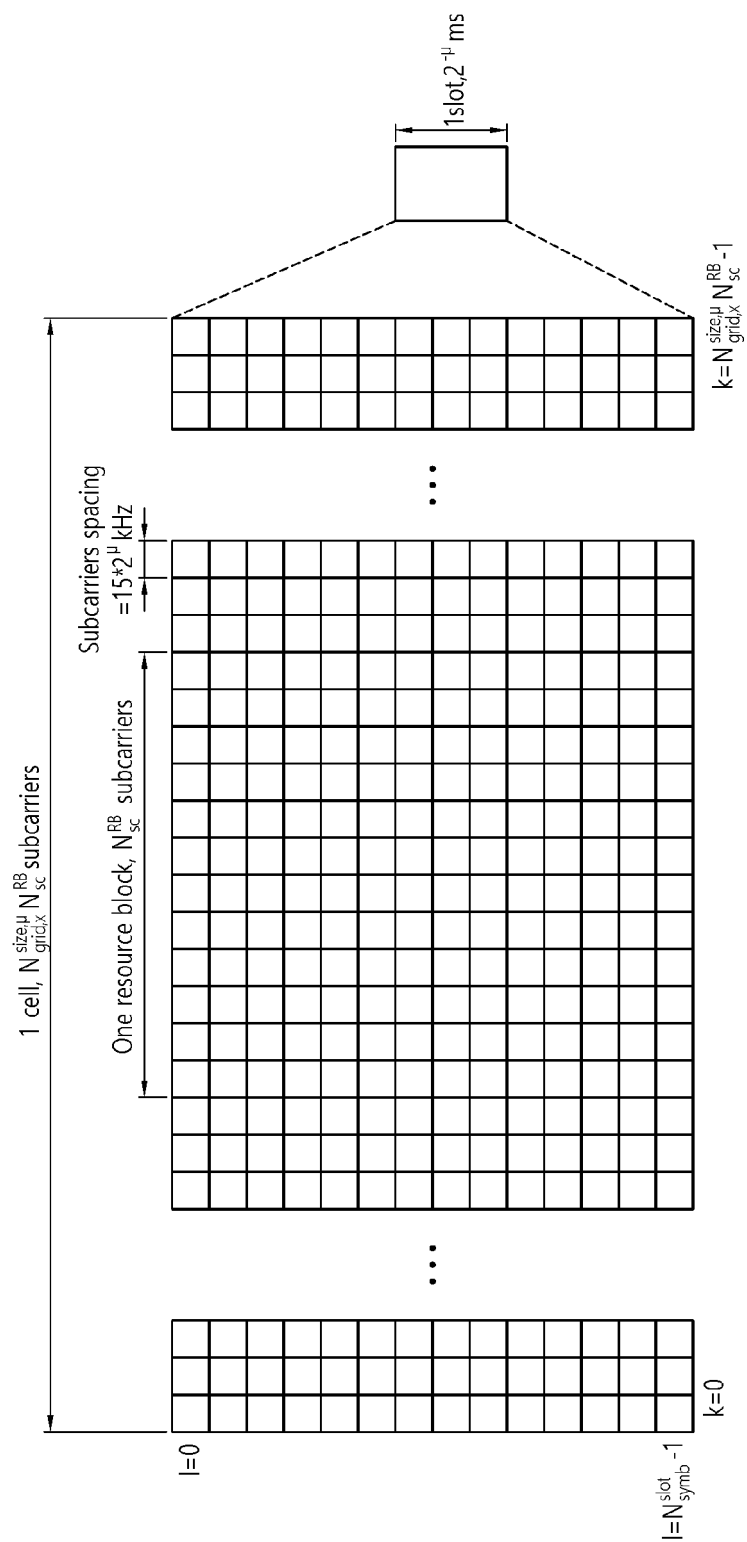 1 cell, N^{size,μ}_{grid,x} N^{RB}_{sc} subcarriers
One resource block, N^{RB}_{sc} subcarriers
Subcarriers spacing
=15*2^μ kHz
l=0
l=N^{slot}_{symb}-1
k=0
k=N^{size,μ}_{grid,x} N^{RB}_{sc}-1
1slot,2^{-μ} ms